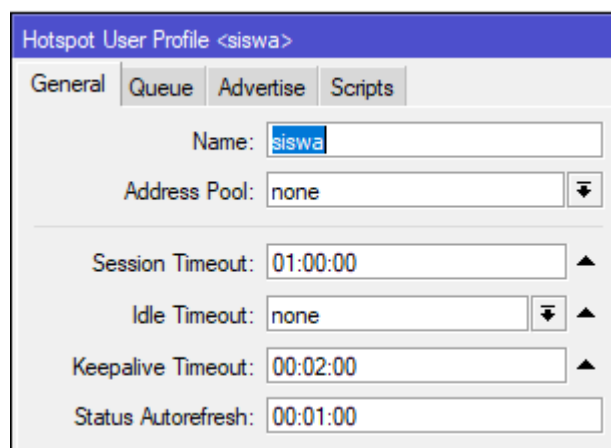 Hotspot User Profile <siswa>
General Queue Advertise Scripts
Name: siswa
Address Pool: none
Session Timeout: 01:00:00
Idle Timeout: none
Keepalive Timeout: 00:02:00
Status Autorefresh: 00:01:00